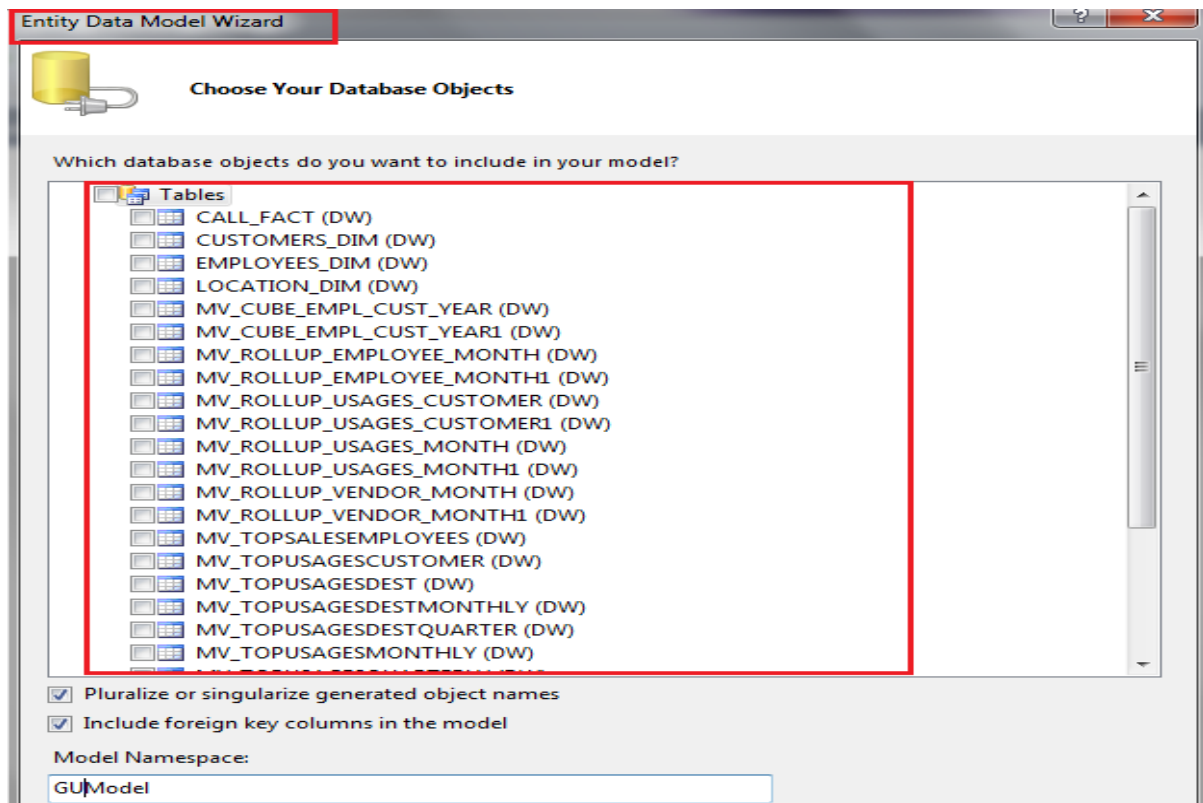 Entity Data Model Wizard
Choose Your Database Objects
Which database objects do you want to include in your model?
Tables
CALL_FACT (DW)
CUSTOMERS_DIM (DW)
EMPLOYEES_DIM (DW)
LOCATION_DIM (DW)
MV_CUBE_EMPL_CUST_YEAR (DW)
MV_CUBE_EMPL_CUST_YEAR1 (DW)
MV_ROLLUP_EMPLOYEE_MONTH (DW)
MV_ROLLUP_EMPLOYEE_MONTH1 (DW)
MV_ROLLUP_USAGES_CUSTOMER (DW)
MV_ROLLUP_USAGES_CUSTOMER1 (DW)
MV_ROLLUP_USAGES_MONTH (DW)
MV_ROLLUP_USAGES_MONTH1 (DW)
MV_ROLLUP_VENDOR_MONTH (DW)
MV_ROLLUP_VENDOR_MONTH1 (DW)
MV_TOPSALESEMPLOYEES (DW)
MV_TOPUSAGESCUSTOMER (DW)
MV_TOPUSAGESDEST (DW)
MV_TOPUSAGESDESTMONTHLY (DW)
MV_TOPUSAGESDESTQUARTER (DW)
MV_TOPUSAGESMONTHLY (DW)
Pluralize or singularize generated object names
Include foreign key columns in the model
Model Namespace:
GUModel